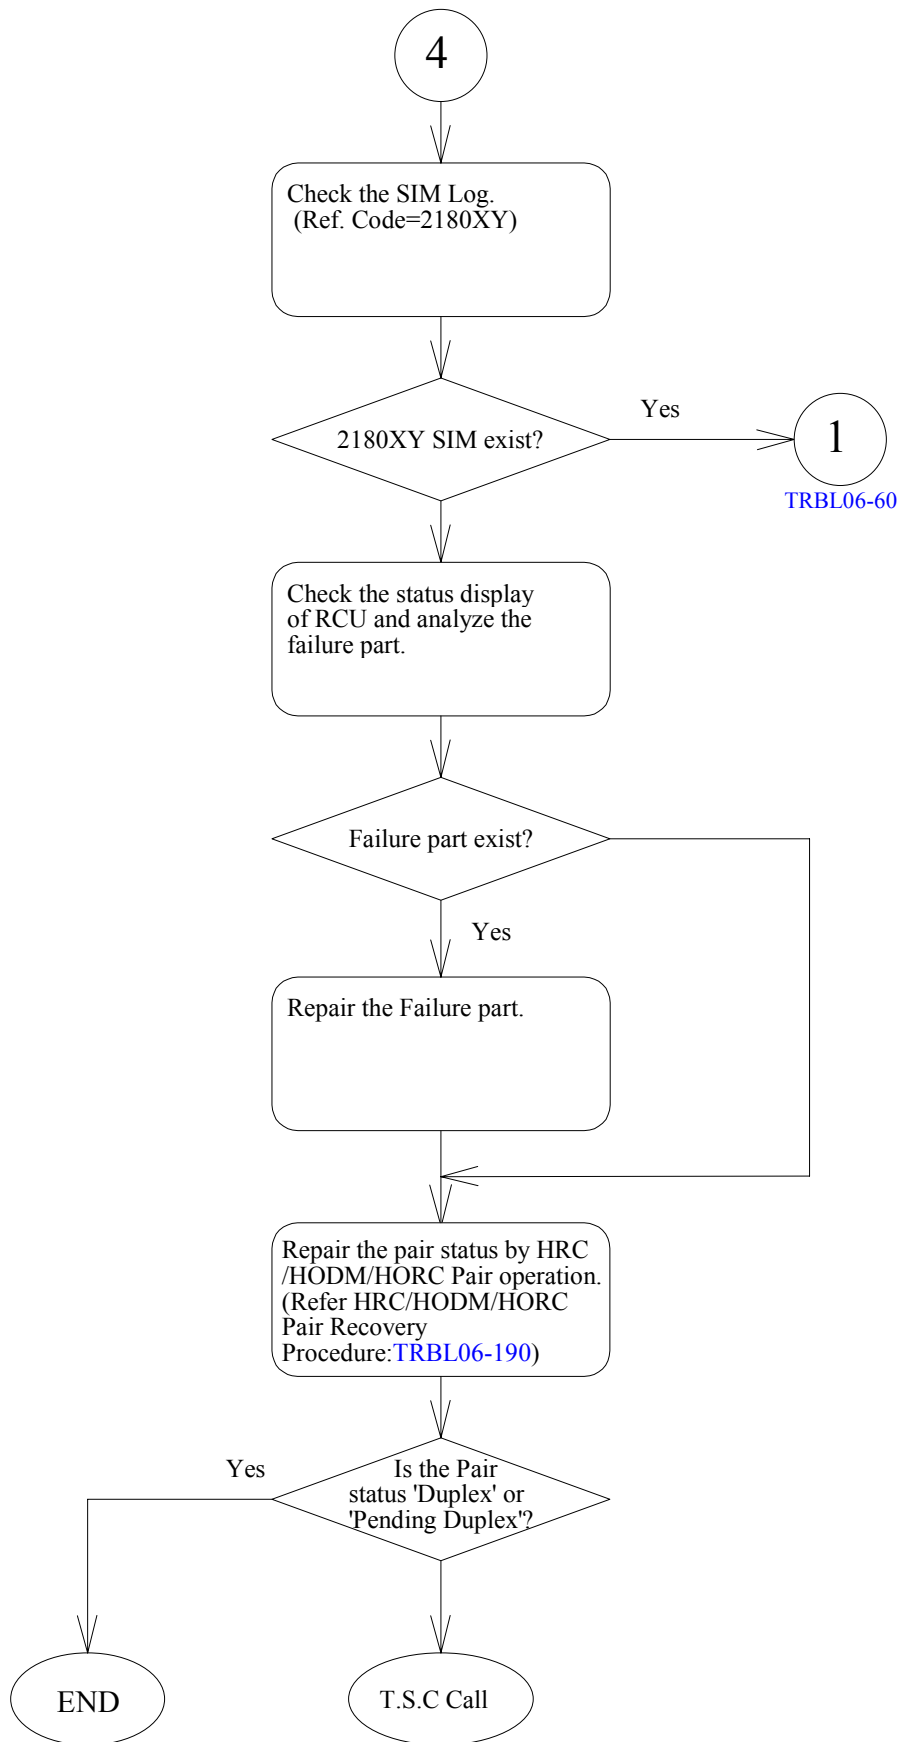 4
Check the SIM Log.
(Ref. Code=2180XY)
2180XY SIM exist?
Yes
1
TRBL06-60
Check the status display
of RCU and analyze the
failure part.
Failure part exist?
Yes
Repair the Failure part.
Repair the pair status by HRC
/HODM/HORC Pair operation.
(Refer HRC/HODM/HORC
Pair Recovery
Procedure:TRBL06-190)
Yes
Is the Pair
status 'Duplex' or
'Pending Duplex'?
END
T.S.C Call